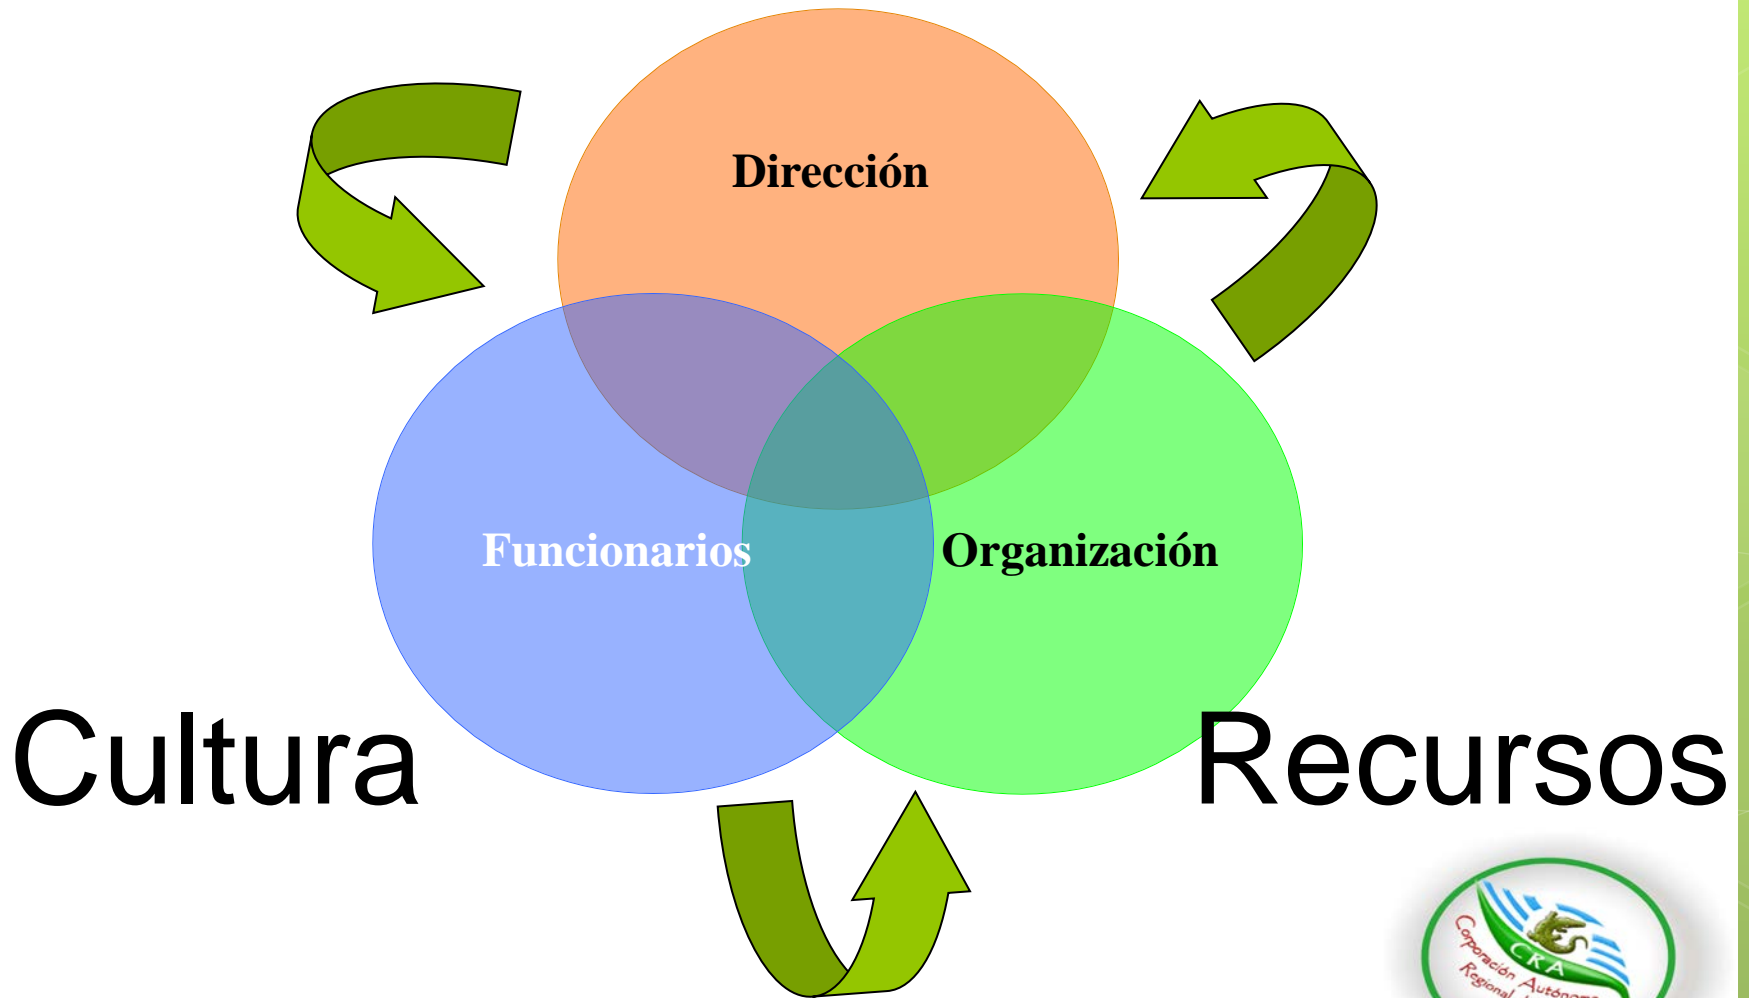 Dirección
Funcionarios
Organización
Cultura
Recursos
CRA
Corporación Autónoma
Regional